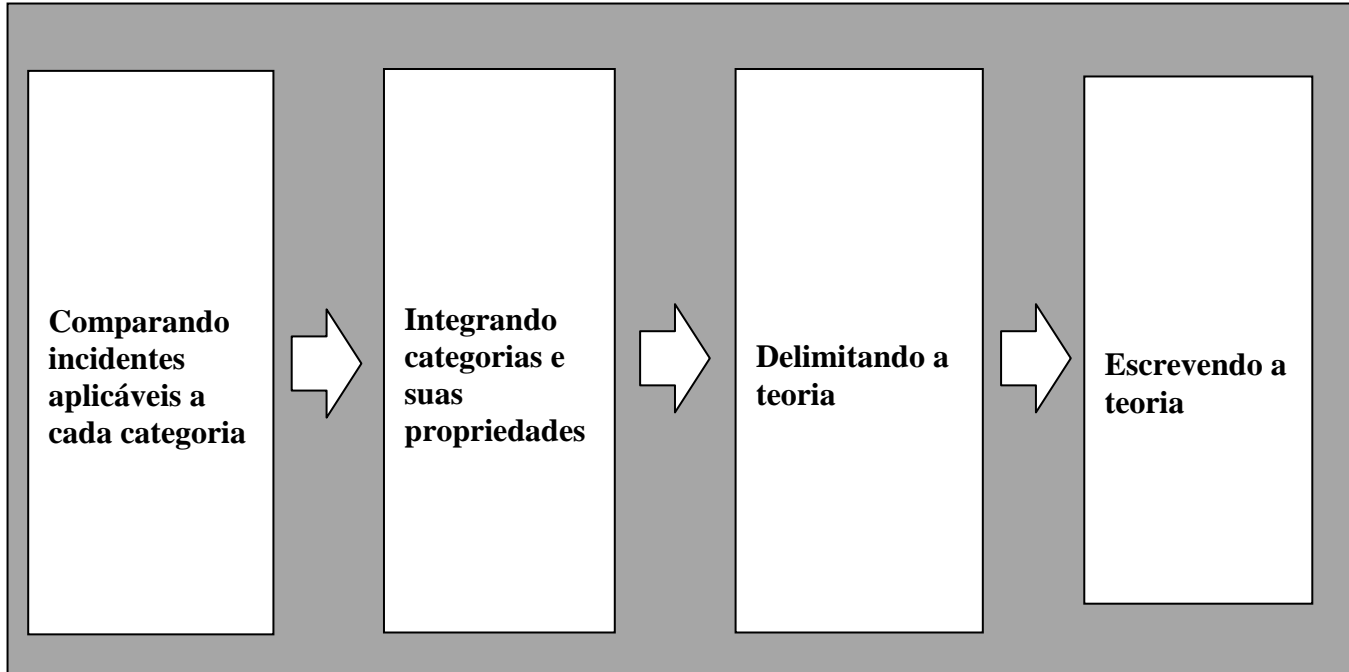 Comparando
incidentes
aplicáveis a
cada categoria
Integrando
categorias e
suas
propriedades
Delimitando a
teoria
Escrevendo a
teoria